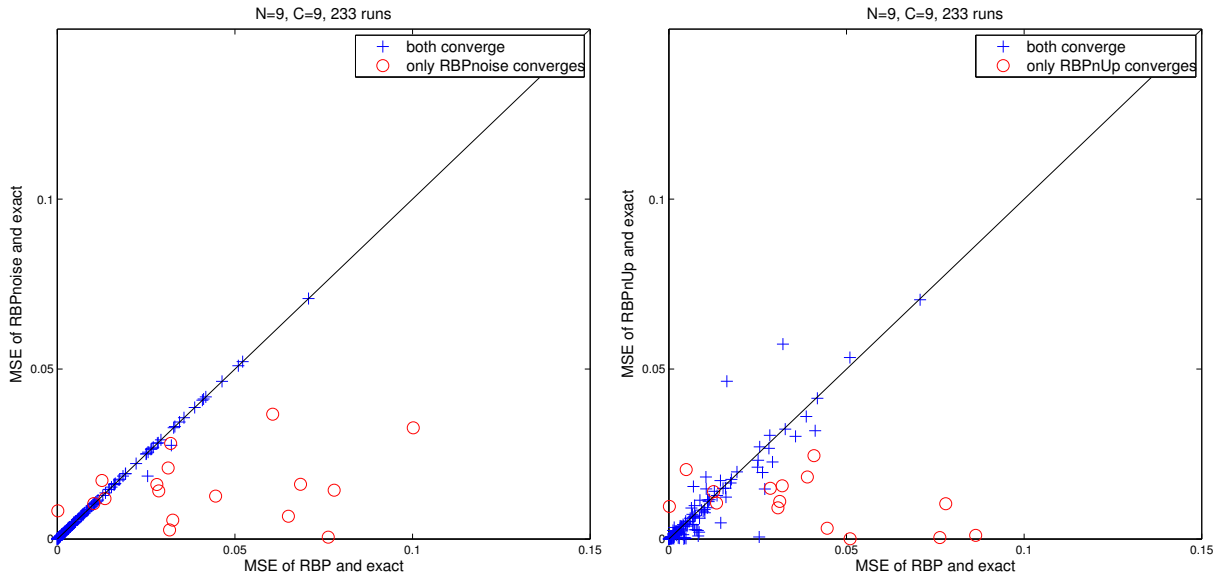 N=9, C=9, 233 runs
both converge
only RBPnoise converges
MSE of RBPnoise and exact
0.1
0.05
0
0
0.05
0.1
0.15
MSE of RBP and exact
N=9, C=9, 233 runs
both converge
only RBPnUp converges
MSE of RBPnUp and exact
0.1
0.05
0
0
0.05
0.1
0.15
MSE of RBP and exact